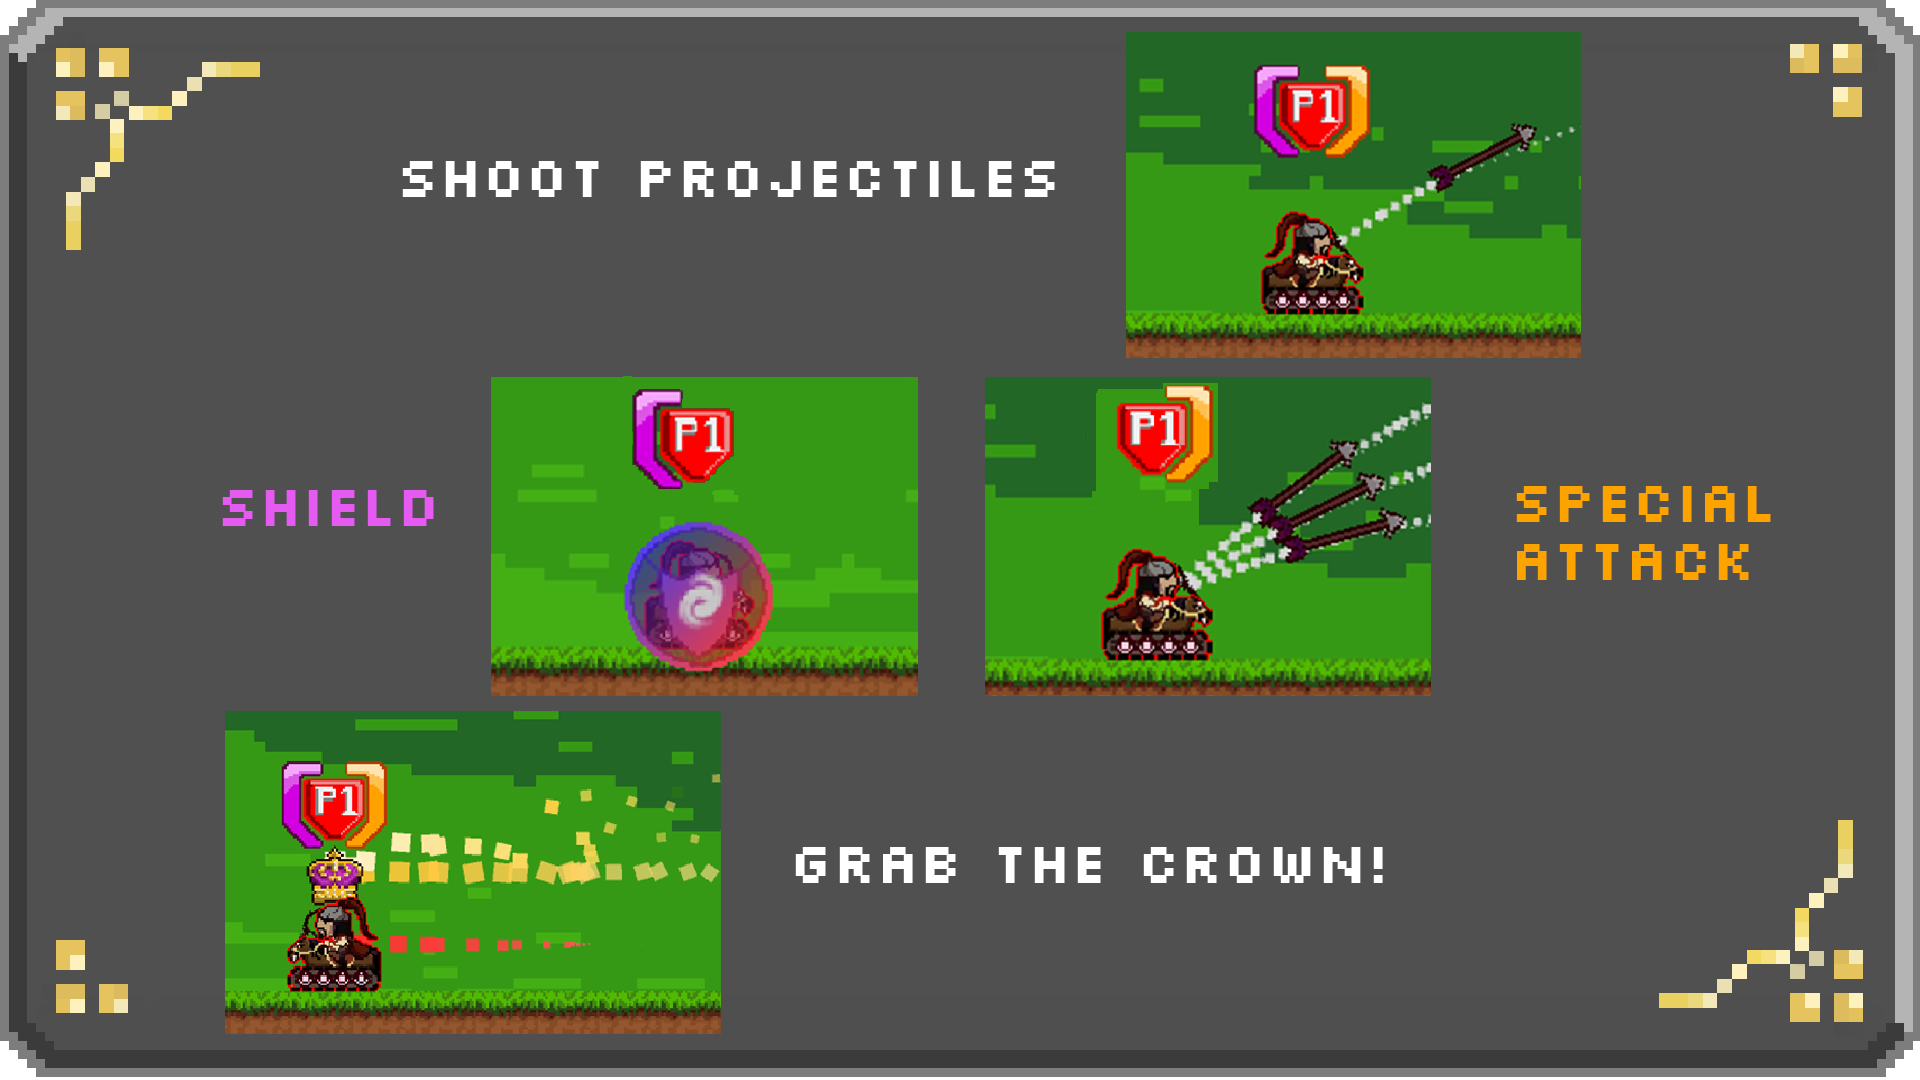 P1
SHOOT PROJECTILES
P1
P1
SHIELD
SPECIAL
ATTACK
P1
GRAB THE CROWN!